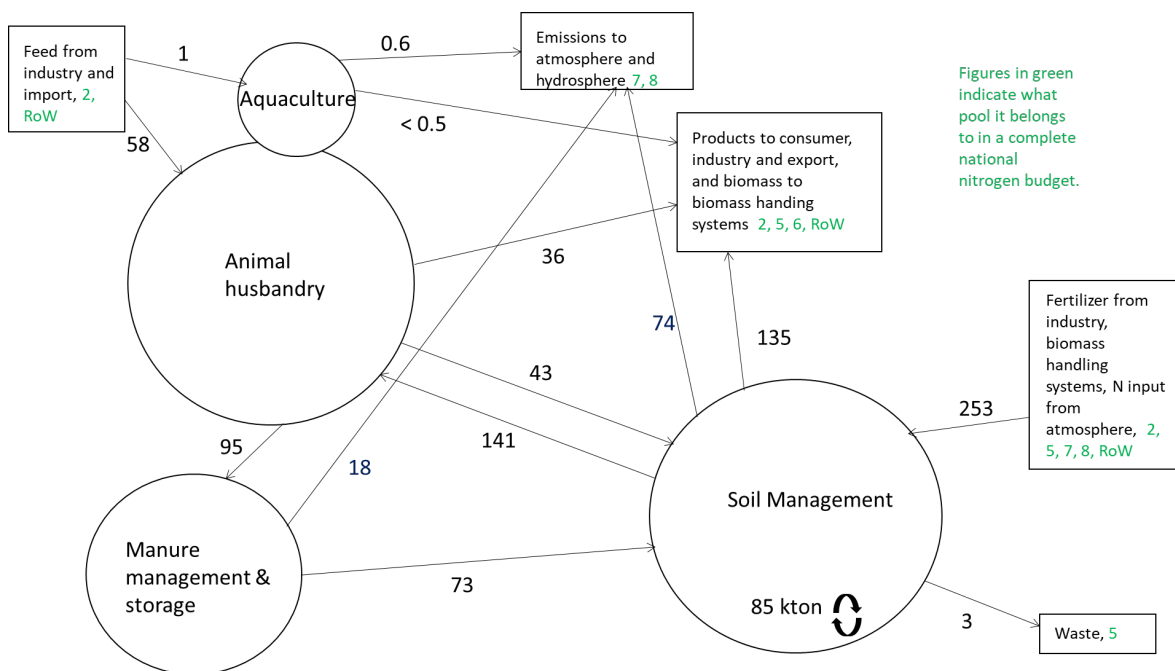 Feed from
industry and
import, 2,
RoW
1
0.6
Emissions to
atmosphere and
hydrosphere 7, 8
Figures in green
indicate what
pool it belongs
to in a complete
national
nitrogen budget.
Aquaculture
< 0.5
58
Products to consumer,
industry and export,
and biomass to
biomass handing
systems 2, 5, 6, RoW
36
Animal
husbandry
74
135
Fertilizer from
industry,
biomass
handling
systems, N input
from
atmosphere, 2,
5, 7, 8, RoW
43
253
141
95
18
Soil Management
Manure
management &
storage
73
85 kton
3
Waste, 5